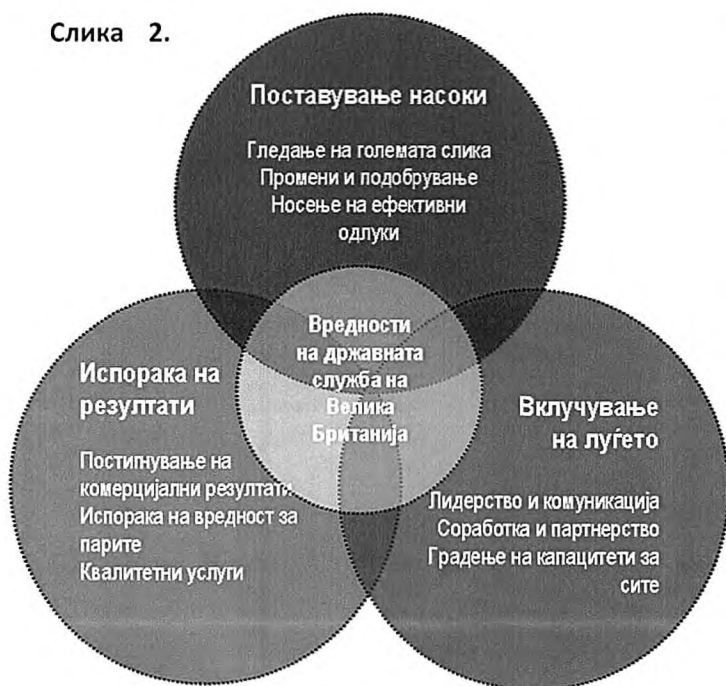 Слика 2.
Поставување насоки
Гледање на големата слика
Промени и подобрување
Носење на ефективни
одлуки
Вредности
на државната
служба на
Велика
Британија
Испорака на
резултати
Постигнување на
комерцијални резултати
Испорака на вредност за
парите
Квалитетни услуги
Вклучување
на луѓето
Лидерство и комуникација
Соработка и партнерство
Градење на капацитети за
сите